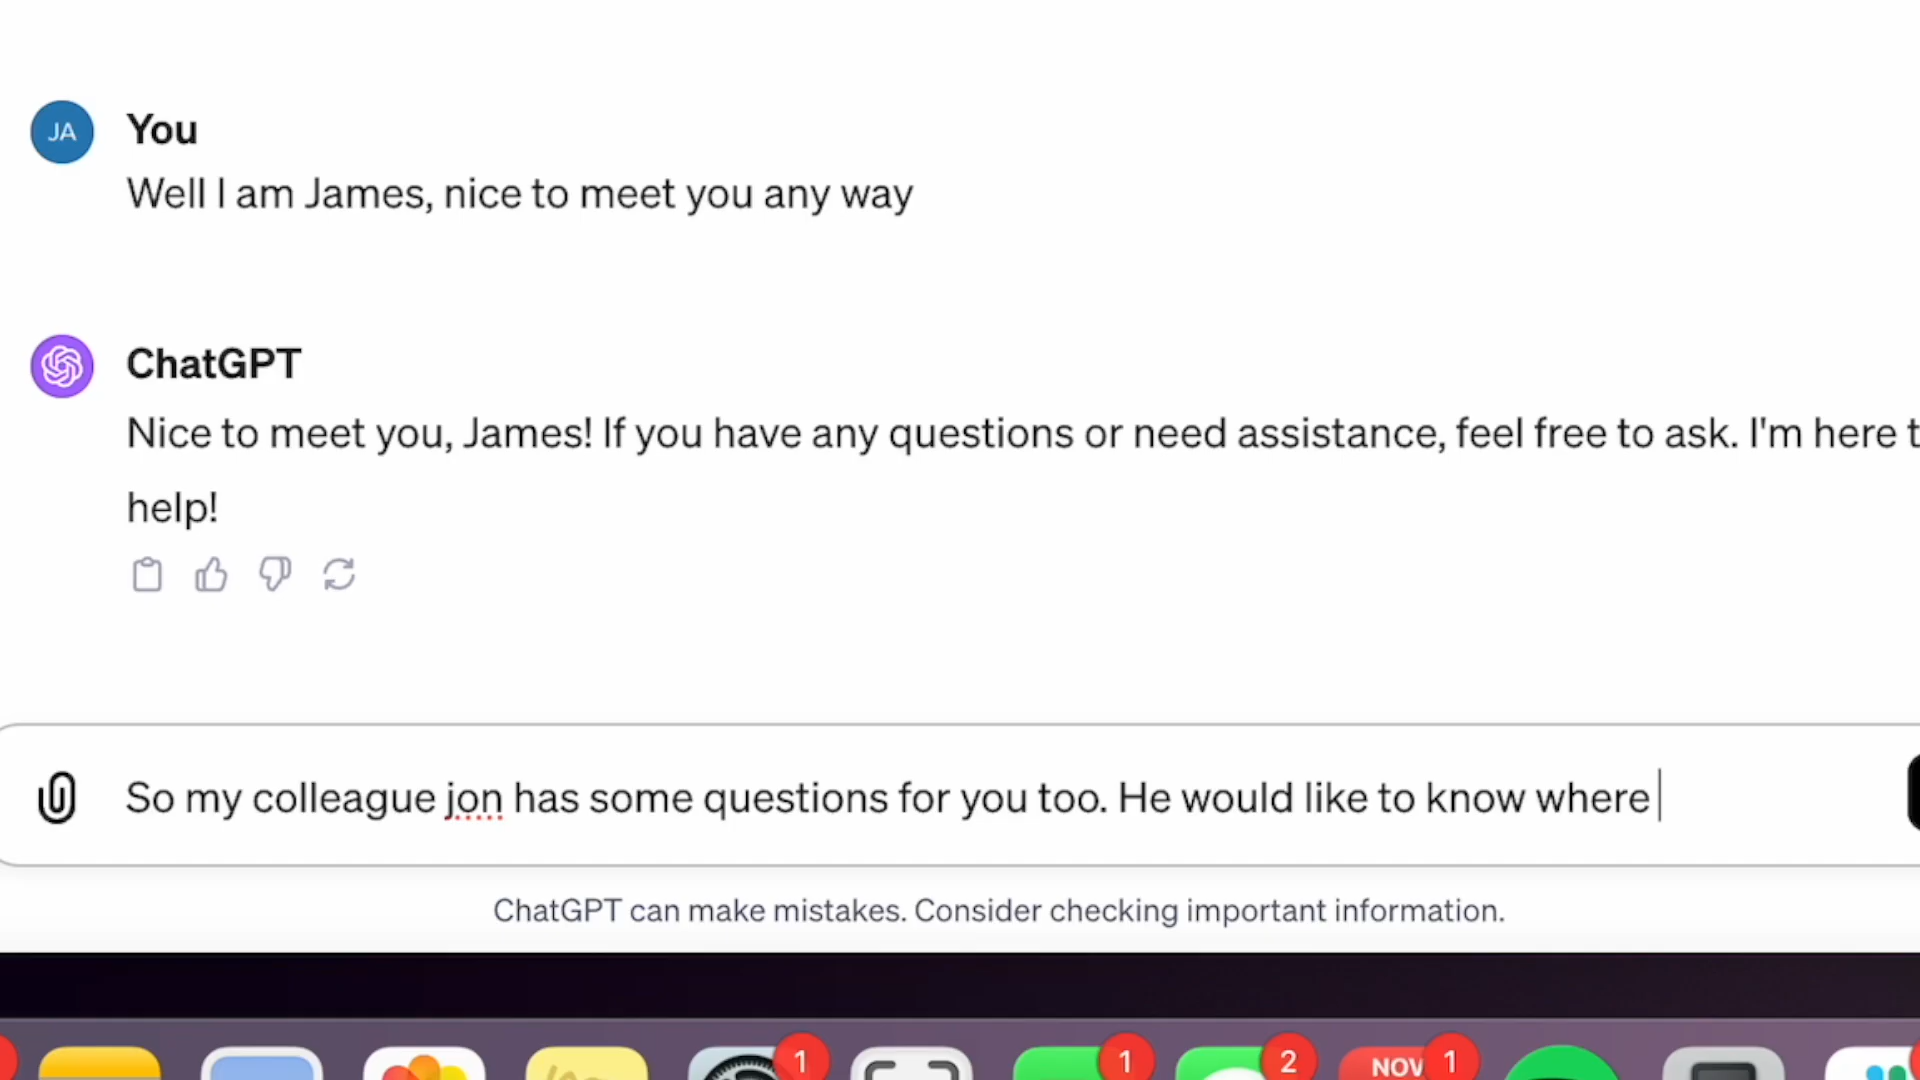 JA
You
Well I am James, nice to meet you any way
ChatGPT
Nice to meet you, James! If you have any questions or need assistance, feel free to ask. I'm here t
help!
So my colleague jon has some questions for you too. He would like to know where
ChatGPT can make mistakes. Consider checking important information.
1
1
2
NOV
1